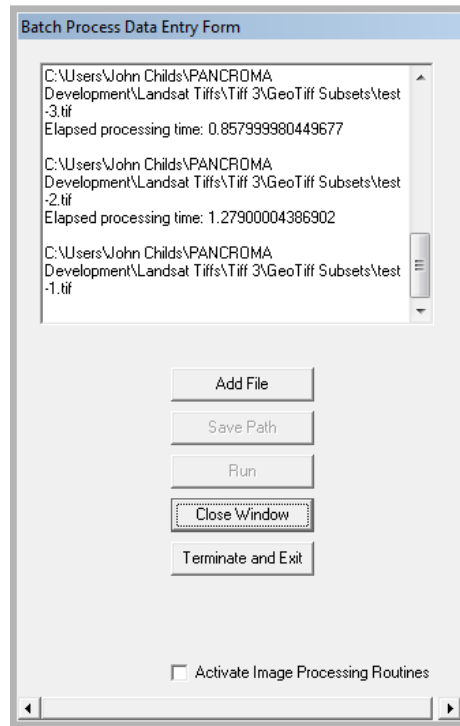 Batch Process Data Entry Form
C:\Users\John Childs\PANCROMA
Development\Landsat Tiffs\Tiff 3\GeoTiff Subsets\test
-3.tif
Elapsed processing time: 0.857999980449677
C:\Users\John Childs\PANCROMA
Development\Landsat Tiffs\Tiff 3\GeoTiff Subsets\test
-2.tif
Elapsed processing time: 1.27900004386902
C:\Users\John Childs\PANCROMA
Development\Landsat Tiffs\Tiff 3\GeoTiff Subsets\test
-1.tif
Add File
Save Path
Run
Close Window
Terminate and Exit
Activate Image Processing Routines